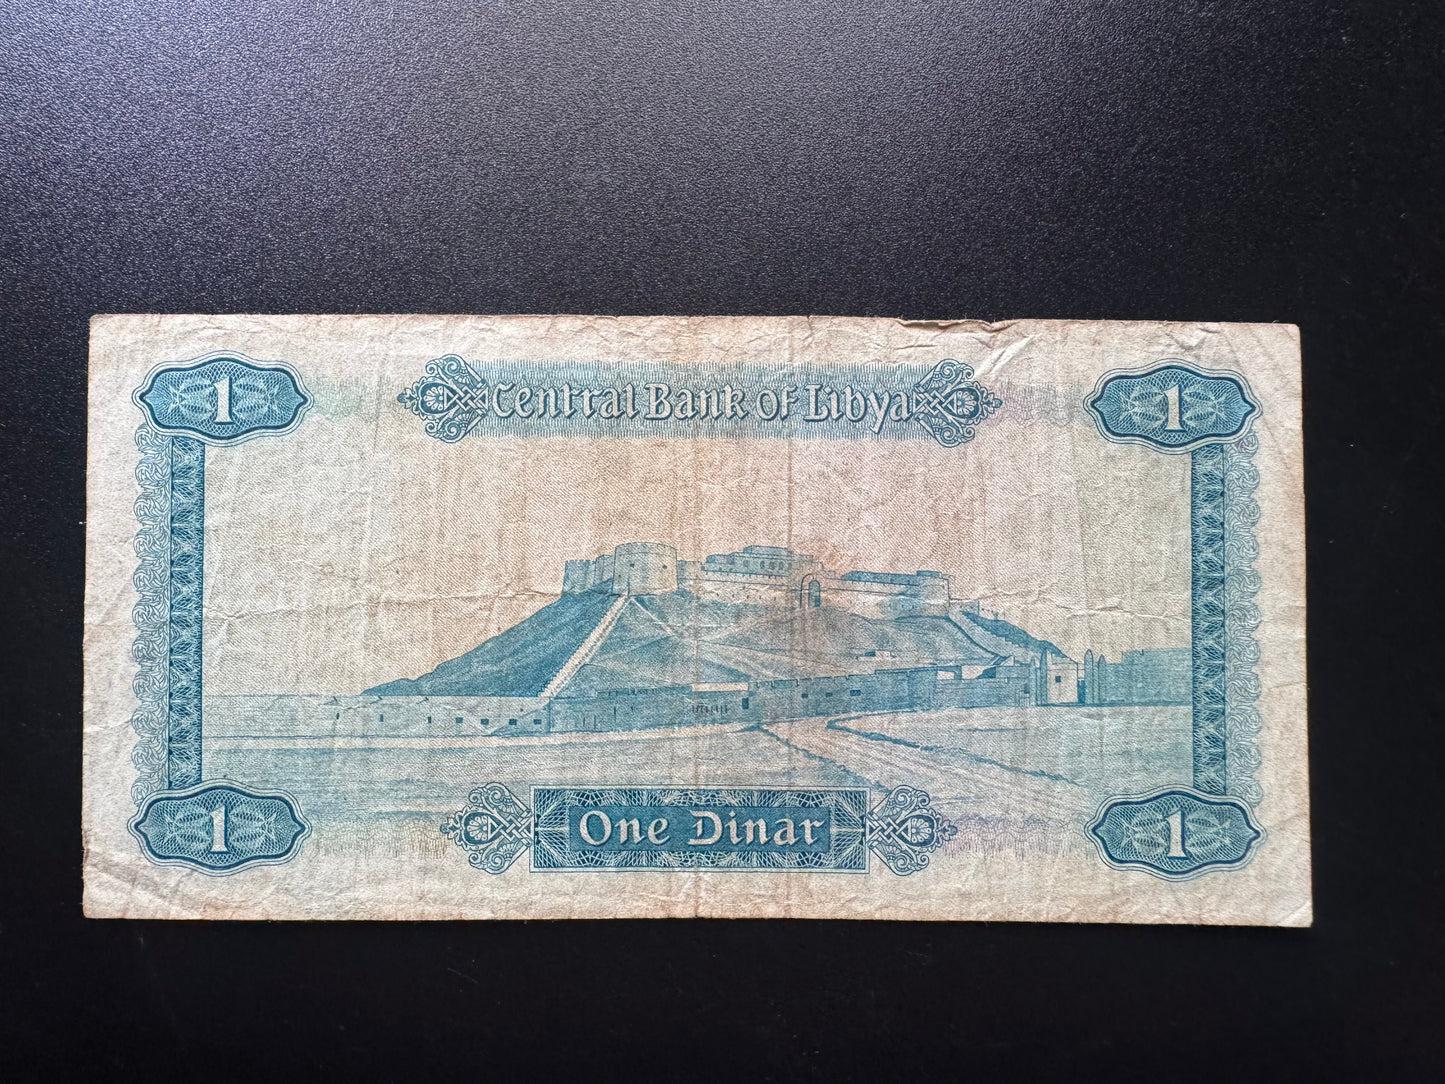 1 Central Bank of Libya 1
1 One Dinar 1